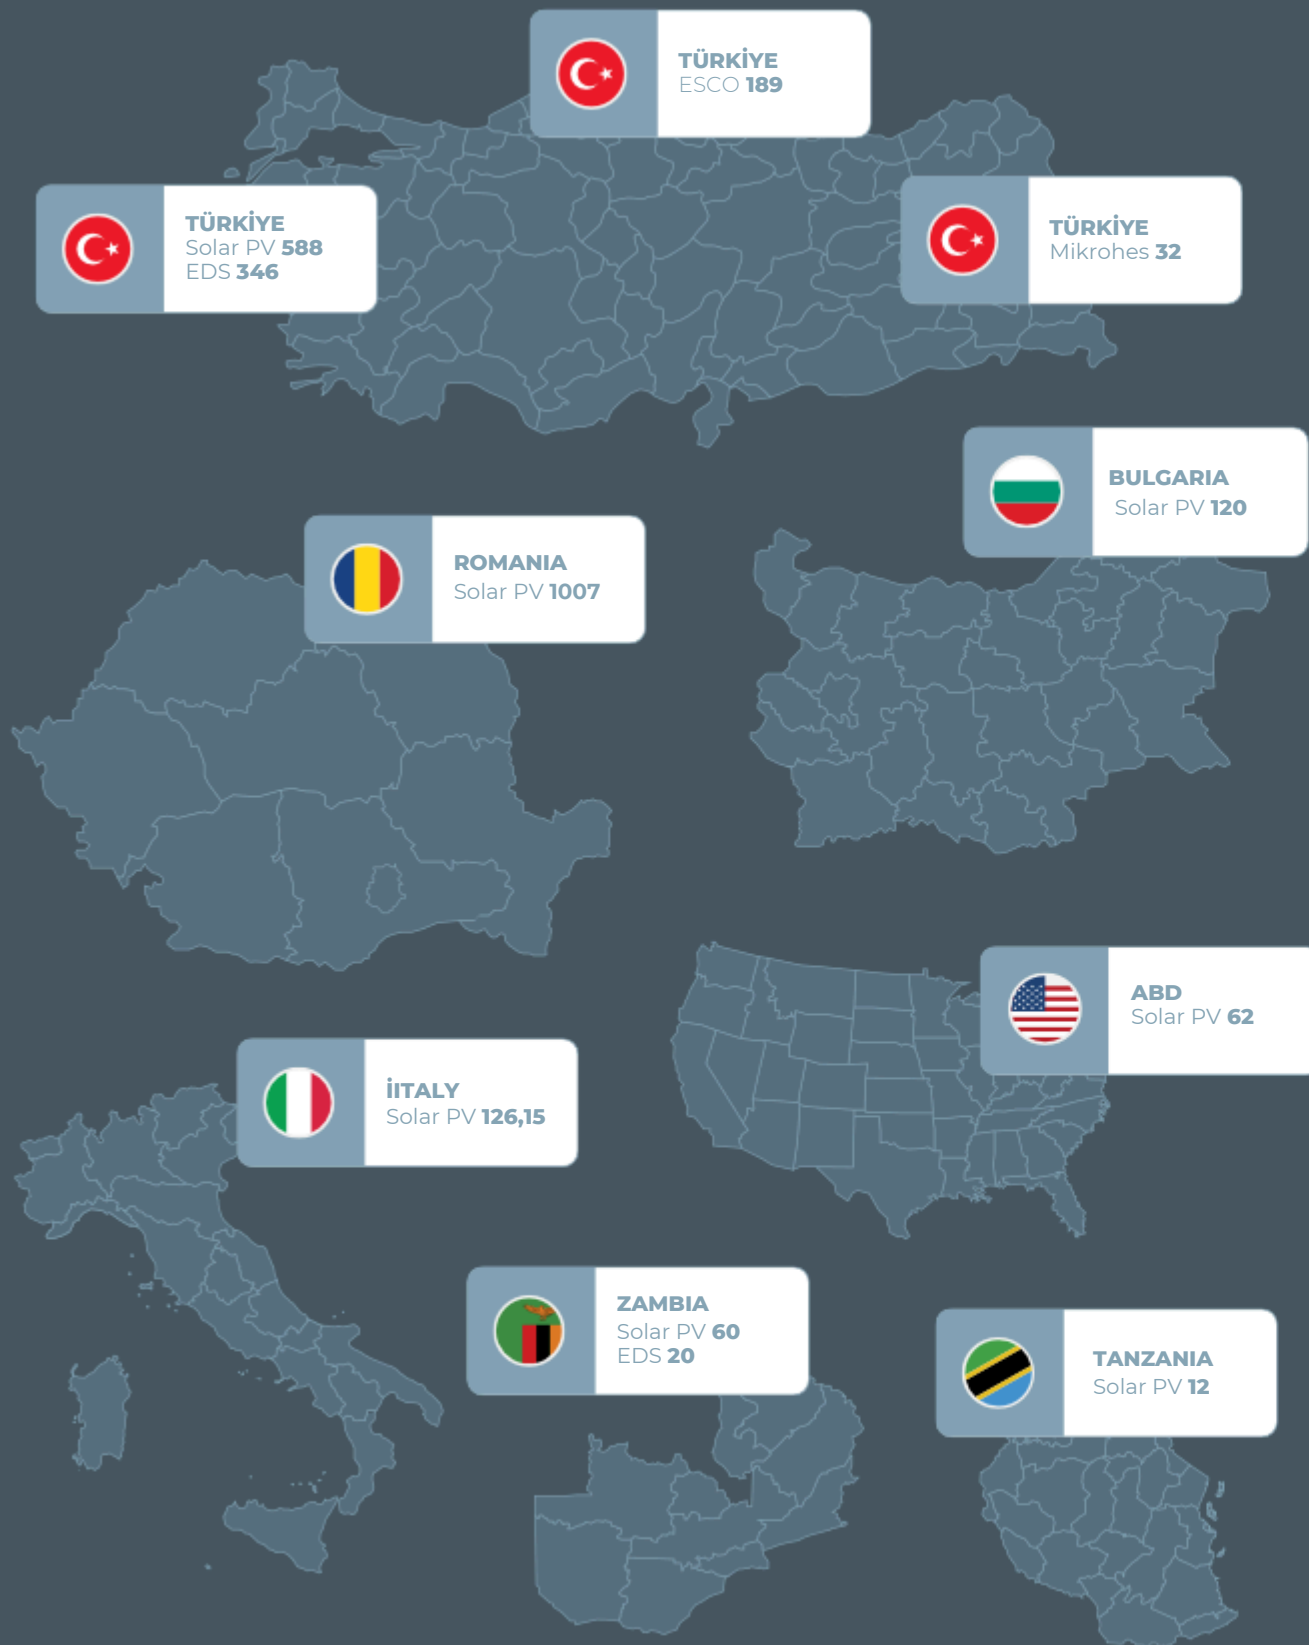 TÜRKİYE
ESCO 189
TÜRKİYE
Solar PV 588
EDS 346
TÜRKİYE
Mikrohes 32
BULGARIA
Solar PV 120
ROMANIA
Solar PV 1007
ABD
Solar PV 62
İITALY
Solar PV 126,15
ZAMBIA
Solar PV 60
EDS 20
TANZANIA
Solar PV 12